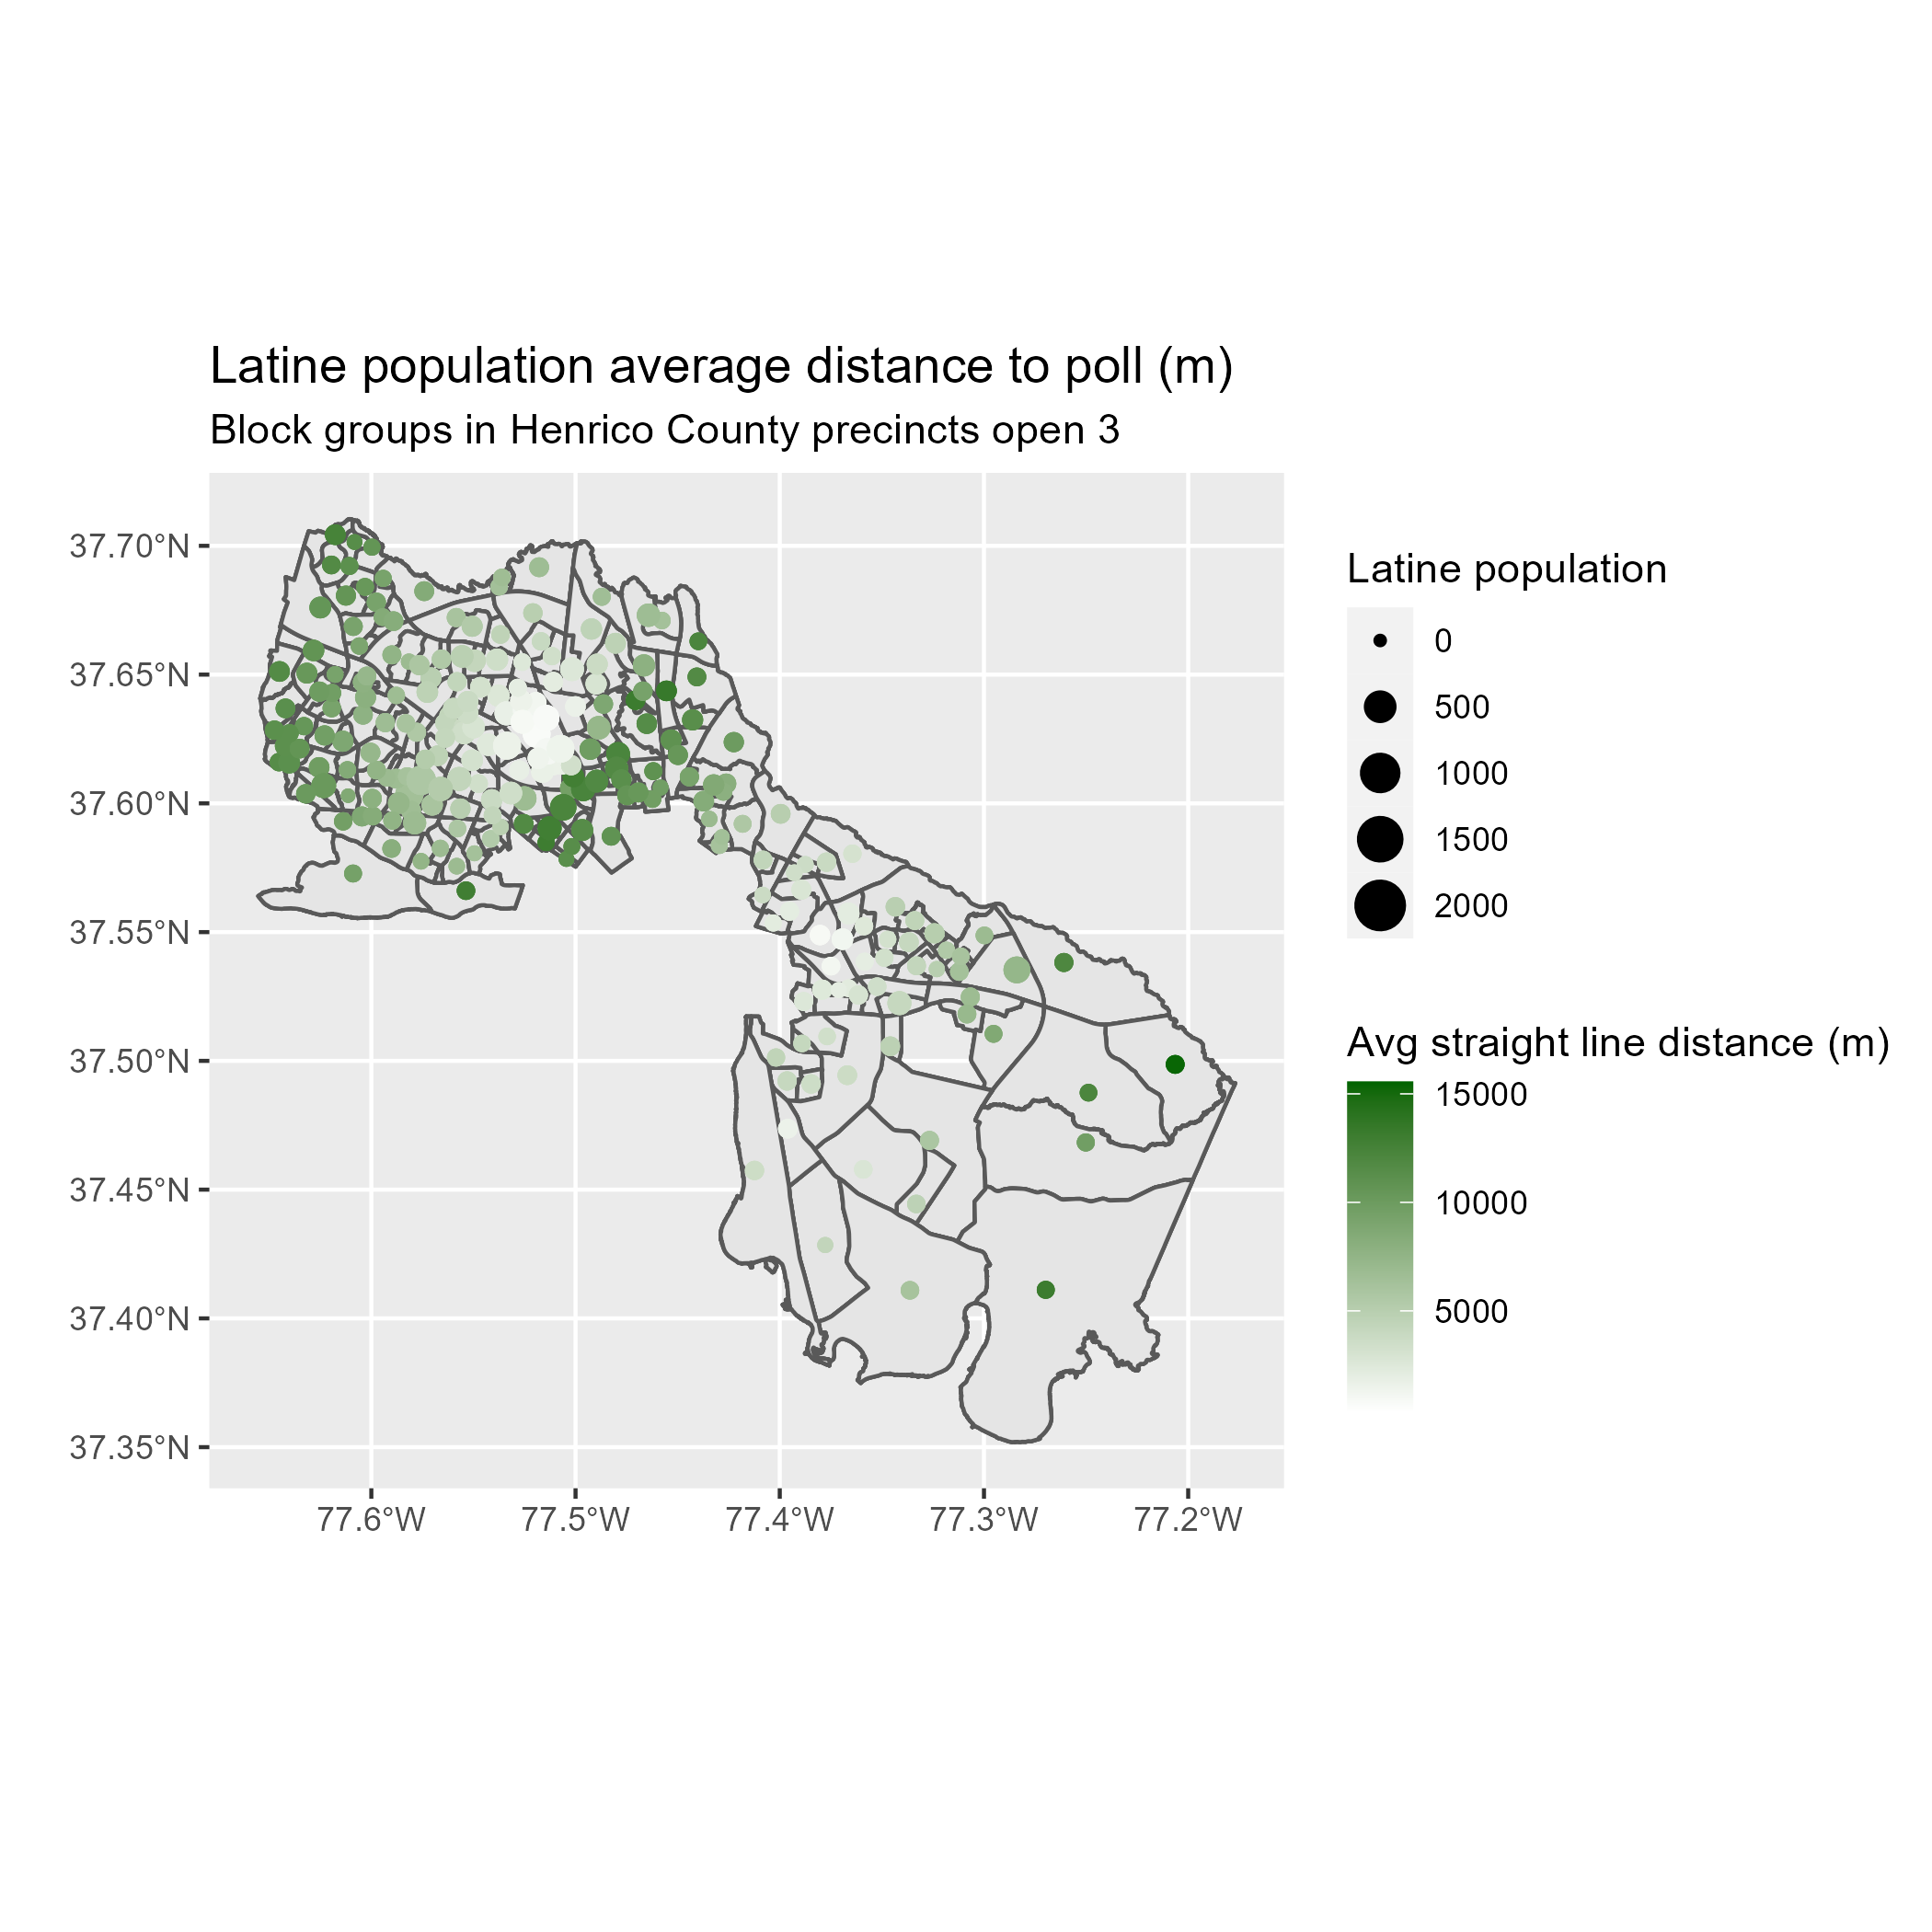 Latine population average distance to poll (m)
Block groups in Henrico County precincts open 3
37.70°N
37.65°N
37.60°N
37.55°N
37.50°N
37.45°N
37.40°N
37.35°N
77.6°W
77.5°W
77.4°W
77.3°W
77.2°W
Latine population
0
500
1000
1500
2000
Avg straight line distance (m)
15000
10000
5000